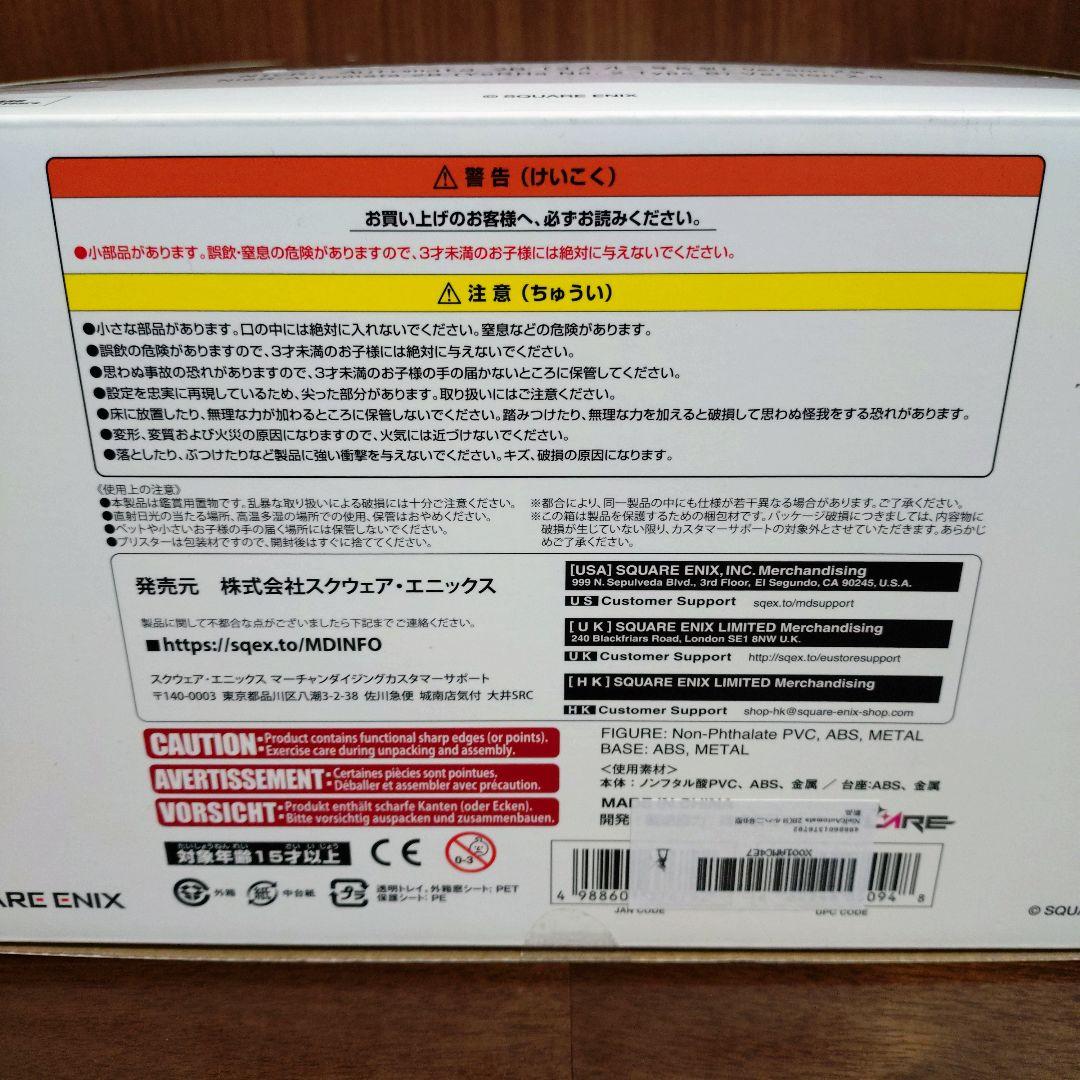 © SQUARE ENIX
⚠ 警告（けいこく）
お買い上げのお客様へ、必ずお読みください。
●小部品があります。誤飲・窒息の危険がありますので、3才未満のお子様には絶対に与えないでください。
⚠ 注意（ちゅうい）
●小さな部品があります。口の中には絶対に入れないでください。窒息などの危険があります。
●誤飲の危険がありますので、3才未満のお子様には絶対に与えないでください。
●思わぬ事故の恐れがありますので、3才未満のお子様の手の届かないところに保管してください。
●設定を忠実に再現しているため、尖った部分があります。取り扱いにはご注意ください。
●床に放置したり、無理な力が加わるところに保管しないでください。踏みつけたり、無理な力を加えると破損して思わぬ怪我をする恐れがあります。
●変形、変質および火災の原因になりますので、火気には近づけないでください。
●落としたり、ぶつけたりなど製品に強い衝撃を与えないでください。キズ、破損の原因になります。
《使用上の注意》
●本製品は鑑賞用置物です。乱暴な取り扱いによる破損には十分ご注意ください。
●直射日光の当たる場所、高温多湿の場所での使用、保管はおやめください。
●ペットや小さいお子様の手の届く場所には保管しないでください。
●ブリスターは包装材ですので、開封後はすぐに捨ててください。
※都合により、同一製品の中にも仕様が若干異なる場合があります。ご了承ください。
※この箱は製品を保護するための梱包材です。パッケージ破損につきましては、内容物に
破損が生じていない限り、カスタマーサポートの対象外とさせていただきます。あらかじ
めご了承ください。
発売元 株式会社スクウェア・エニックス
製品に関して不都合な点がございましたら下記までご連絡ください。
■https://sqex.to/MDINFO
スクウェア・エニックス マーチャンダイジングカスタマーサポート
〒140-0003 東京都品川区八潮3-2-38 佐川急便 城南店気付 大井SRC
[USA] SQUARE ENIX, INC. Merchandising
999 N. Sepulveda Blvd., 3rd Floor, El Segundo, CA 90245, U.S.A.
US Customer Support sqex.to/mdsupport
[UK] SQUARE ENIX LIMITED Merchandising
240 Blackfriars Road, London SE1 8NW U.K.
UK Customer Support http://sqex.to/eustoresupport
[HK] SQUARE ENIX LIMITED Merchandising
HK Customer Support shop-hk@square-enix-shop.com
CAUTION: Product contains functional sharp edges (or points).
Exercise care during unpacking and assembly.
AVERTISSEMENT: Certaines pièces sont pointues.
Déballer et assembler avec précaution.
VORSICHT: Produkt enthält scharfe Kanten (oder Ecken).
Bitte vorsichtig auspacken und zusammenbauen.
FIGURE: Non-Phthalate PVC, ABS, METAL
BASE: ABS, METAL
＜使用素材＞
本体：ノンフタル酸PVC、ABS、金属 ／ 台座:ABS、金属
MADE IN CHINA
開発
ARE
たいしょうねんれい さい いじょう
対象年齢15才以上
CE
0-3
外箱
紙 中台紙
プラ 透明トレイ、外箱窓シート: PET
保護シート: PE
X001AMC4E7
4 98860
094 8
JAN CODE
UPC CODE
ARE ENIX
© SQU